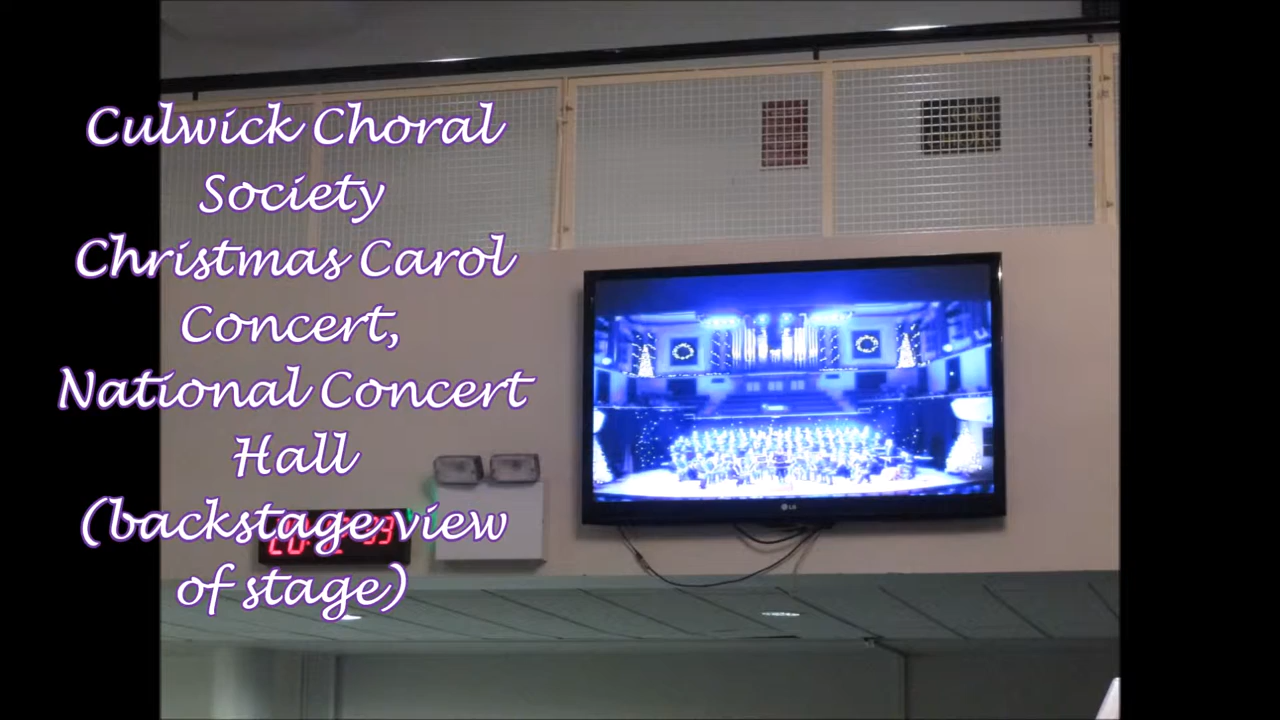 Culwick Choral
Society
Christmas Carol
Concert,
National Concert
Hall
(backstage view
of stage)
LG